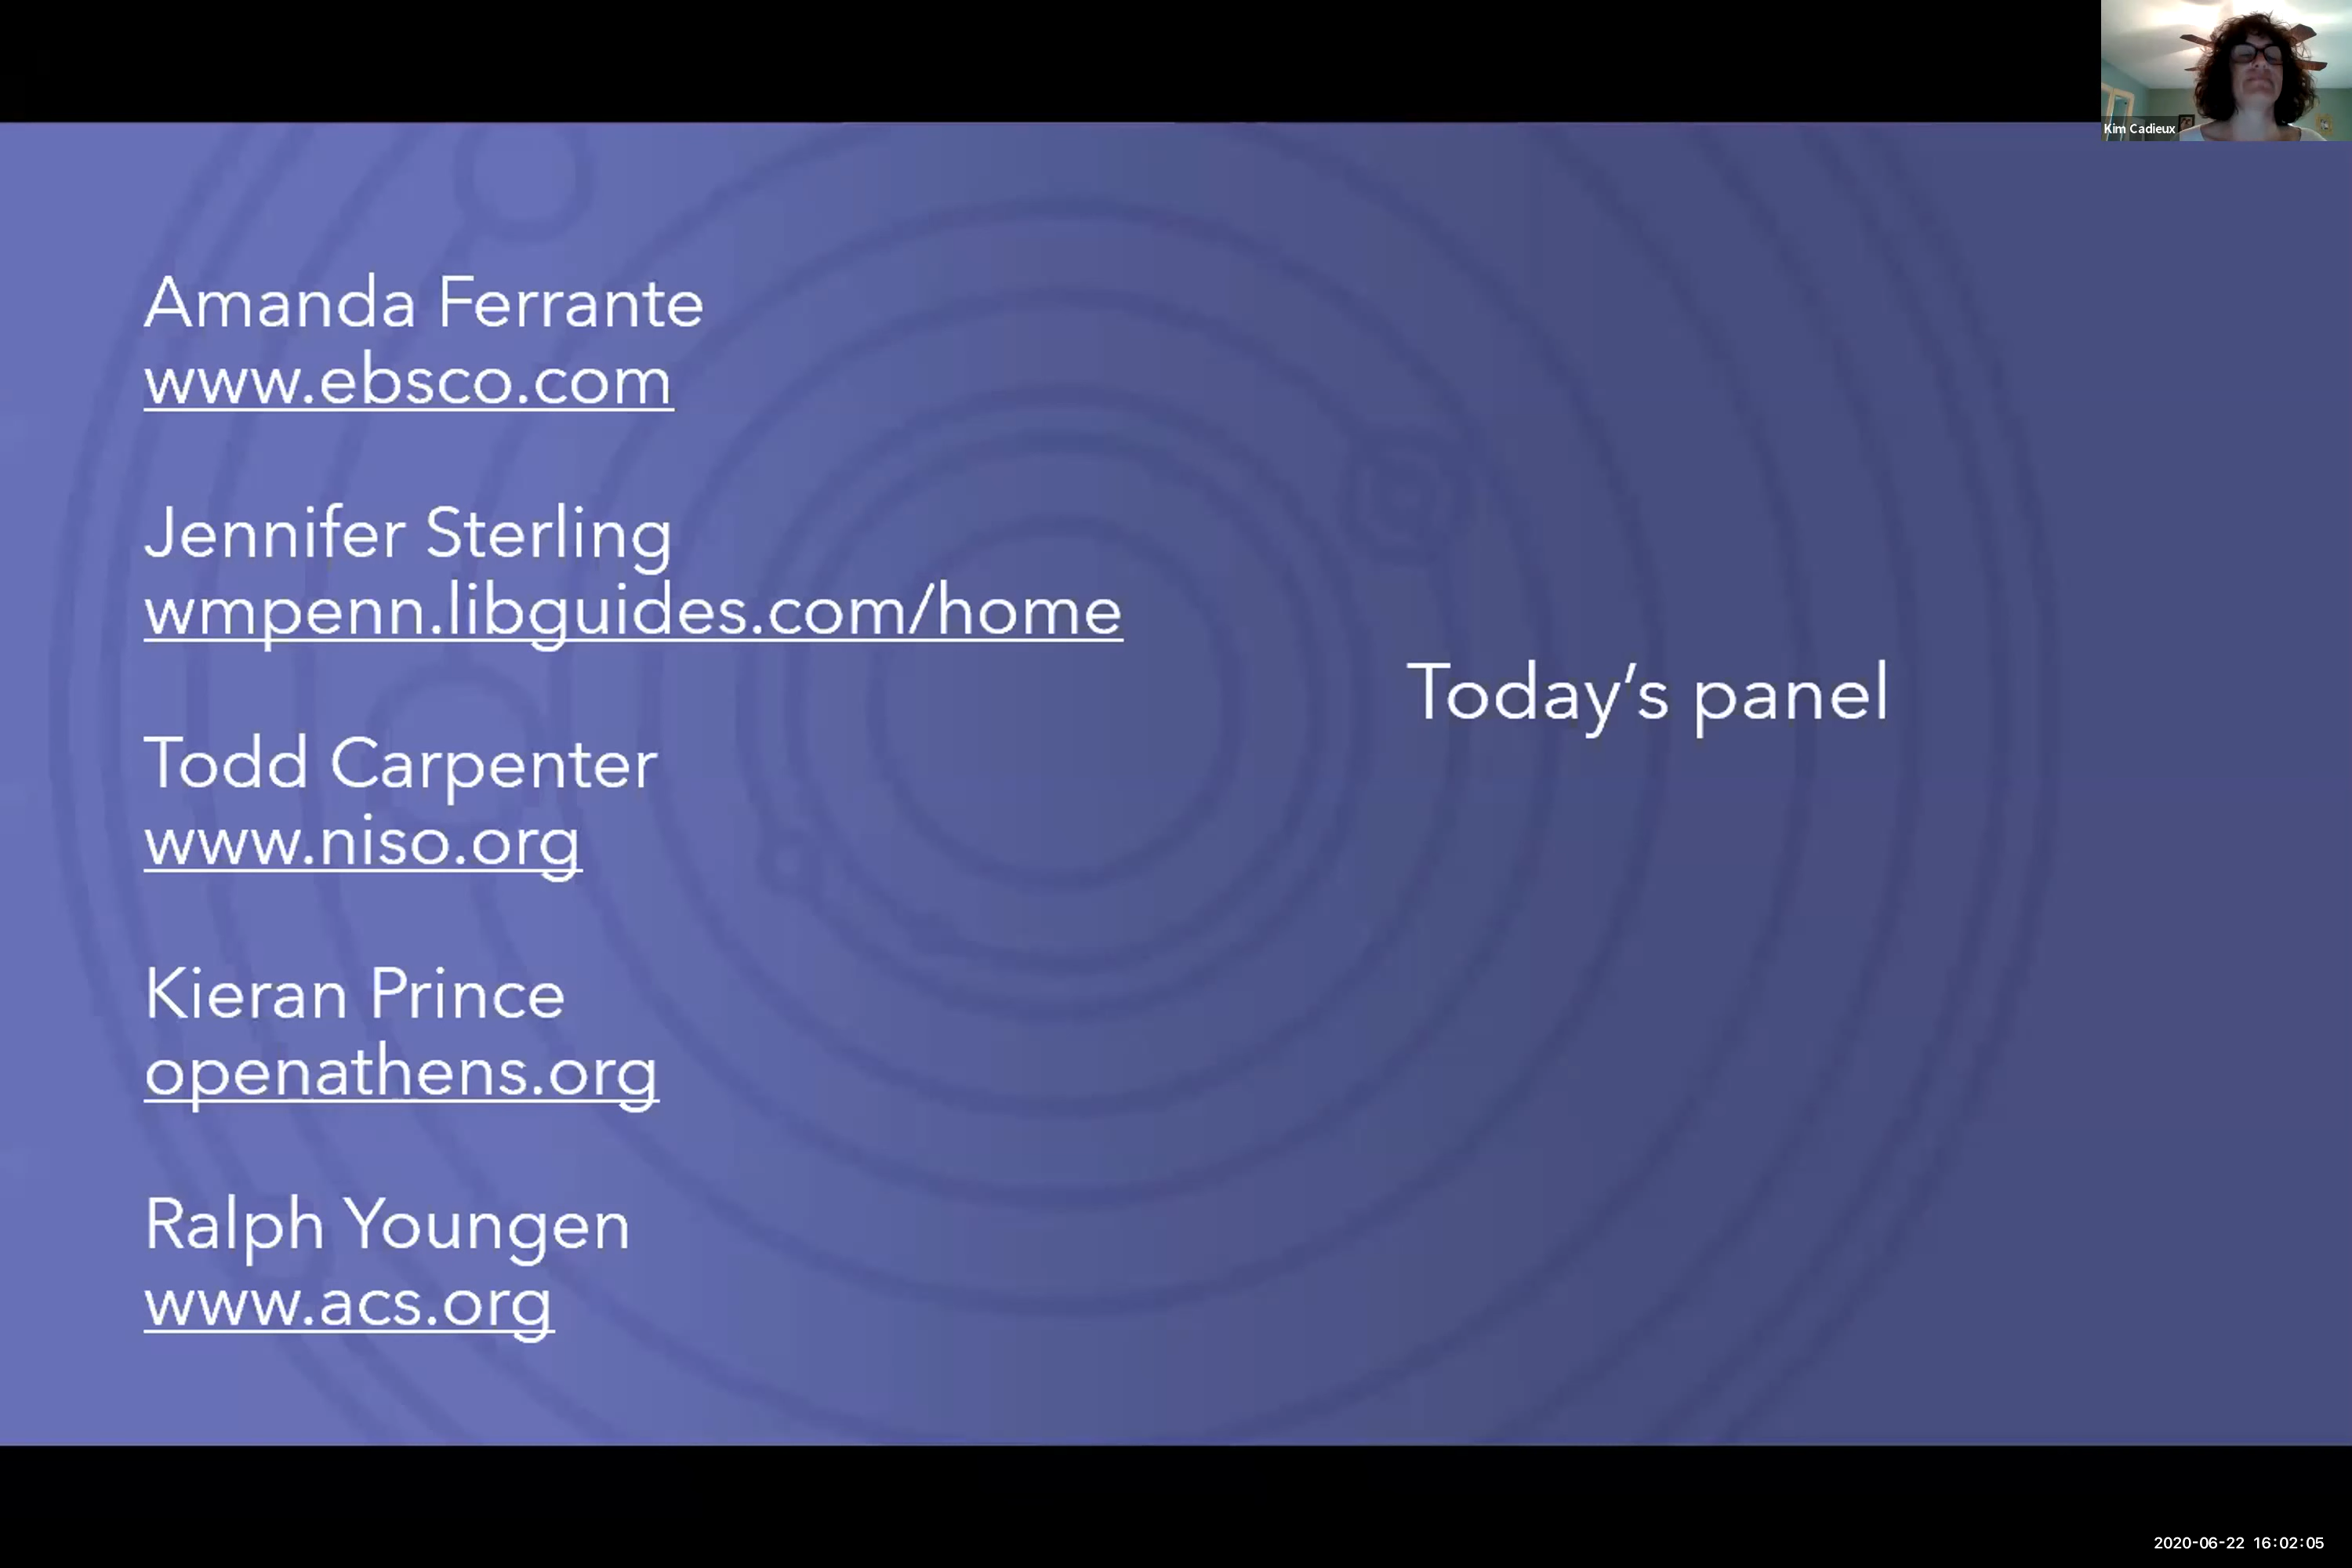 Kim Cadieux
Amanda Ferrante
www.ebsco.com
Jennifer Sterling
wmpenn.libguides.com/home
Todd Carpenter
www.niso.org
Kieran Prince
openathens.org
Ralph Youngen
www.acs.org
Today’s panel
2020-06-22 16:02:05